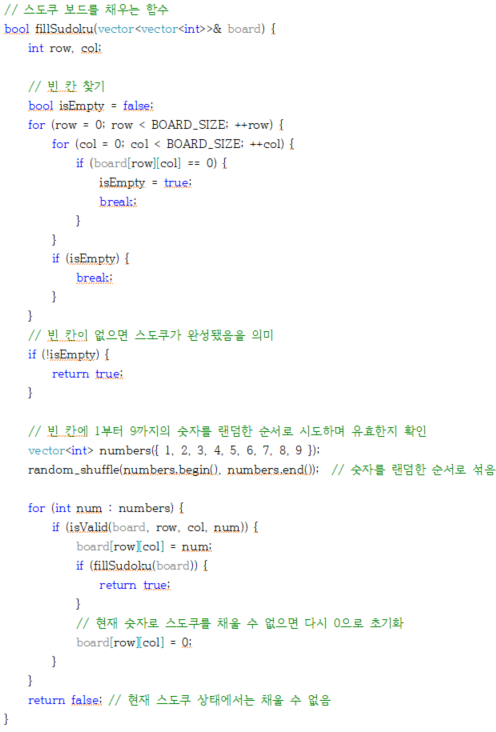 // 스도쿠 보드를 채우는 함수
bool fillSudoku(vector<vector<int>>& board) {
    int row, col;

    // 빈 칸 찾기
    bool isEmpty = false;
    for (row = 0; row < BOARD_SIZE; ++row) {
        for (col = 0; col < BOARD_SIZE; ++col) {
            if (board[row][col] == 0) {
                isEmpty = true;
                break;
            }
        }
        if (isEmpty) {
            break;
        }
    }
    // 빈 칸이 없으면 스도쿠가 완성됐음을 의미
    if (!isEmpty) {
        return true;
    }

    // 빈 칸에 1부터 9까지의 숫자를 랜덤한 순서로 시도하며 유효한지 확인
    vector<int> numbers({ 1, 2, 3, 4, 5, 6, 7, 8, 9 });
    random_shuffle(numbers.begin(), numbers.end());  // 숫자를 랜덤한 순서로 섞음

    for (int num : numbers) {
        if (isValid(board, row, col, num)) {
            board[row][col] = num;
            if (fillSudoku(board)) {
                return true;
            }
            // 현재 숫자로 스도쿠를 채울 수 없으면 다시 0으로 초기화
            board[row][col] = 0;
        }
    }
    return false; // 현재 스도쿠 상태에서는 채울 수 없음
}